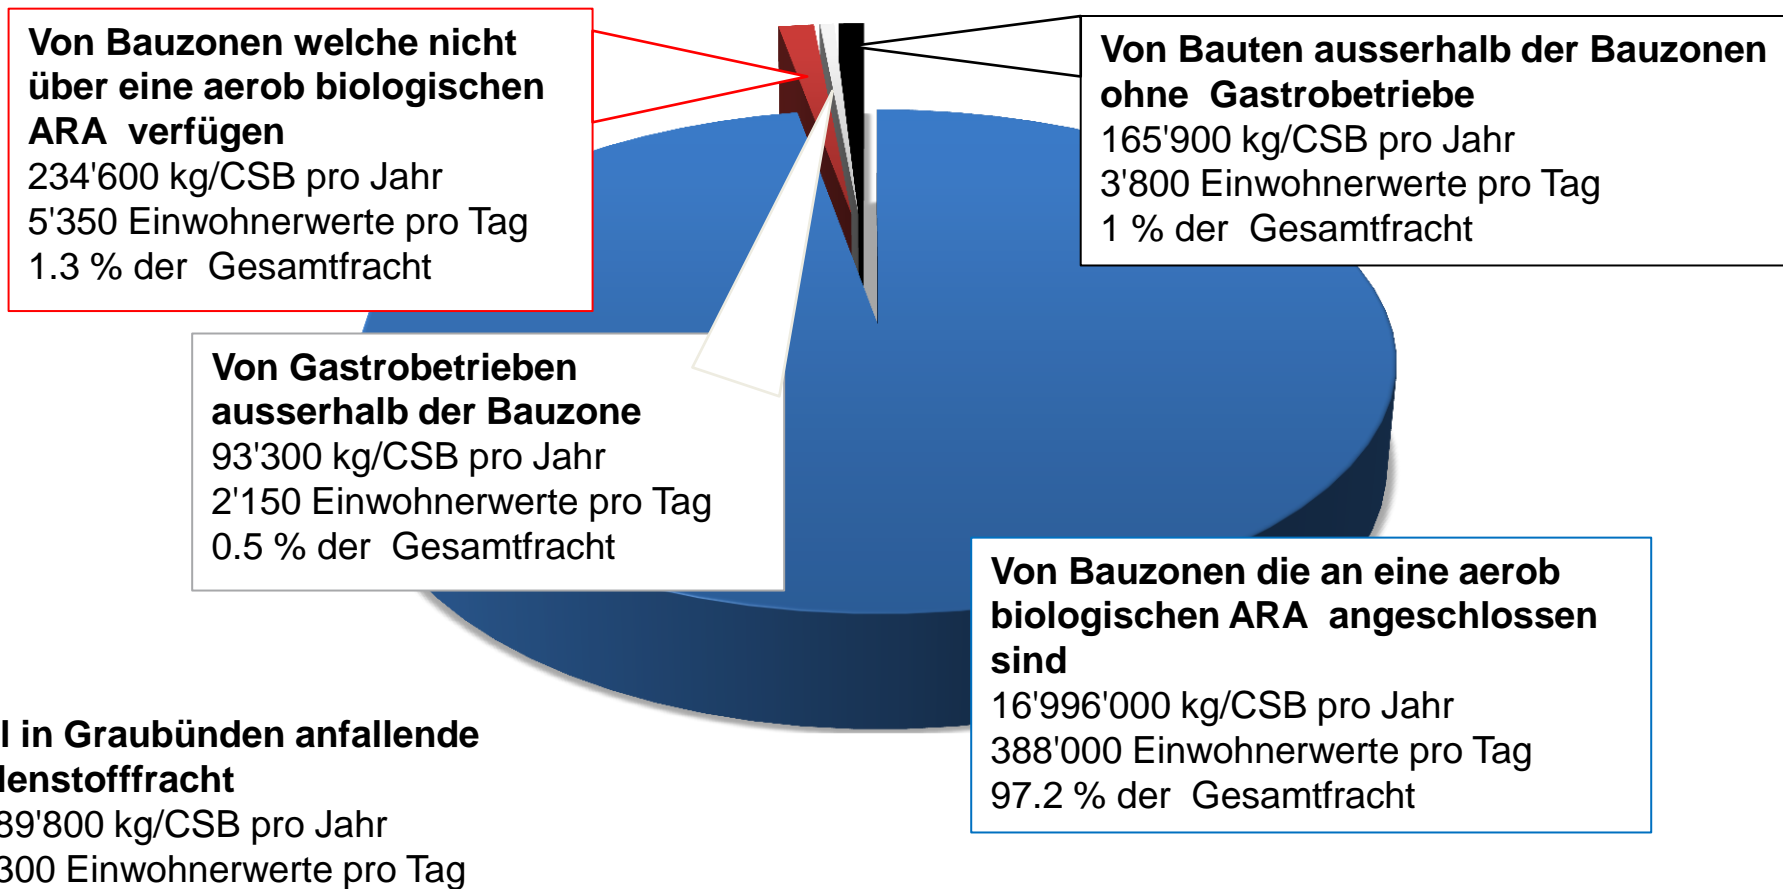 Von Bauzonen welche nicht
über eine aerob biologischen
ARA verfügen
234'600 kg/CSB pro Jahr
5'350 Einwohnerwerte pro Tag
1.3 % der Gesamtfracht
Von Bauten ausserhalb der Bauzonen
ohne Gastrobetriebe
165'900 kg/CSB pro Jahr
3'800 Einwohnerwerte pro Tag
1 % der Gesamtfracht
Von Gastrobetrieben
ausserhalb der Bauzone
93'300 kg/CSB pro Jahr
2'150 Einwohnerwerte pro Tag
0.5 % der Gesamtfracht
Von Bauzonen die an eine aerob
biologischen ARA angeschlossen
sind
16'996'000 kg/CSB pro Jahr
388'000 Einwohnerwerte pro Tag
97.2 % der Gesamtfracht
in Graubünden anfallende
89'800 kg/CSB pro Jahr
300 Einwohnerwerte pro Tag